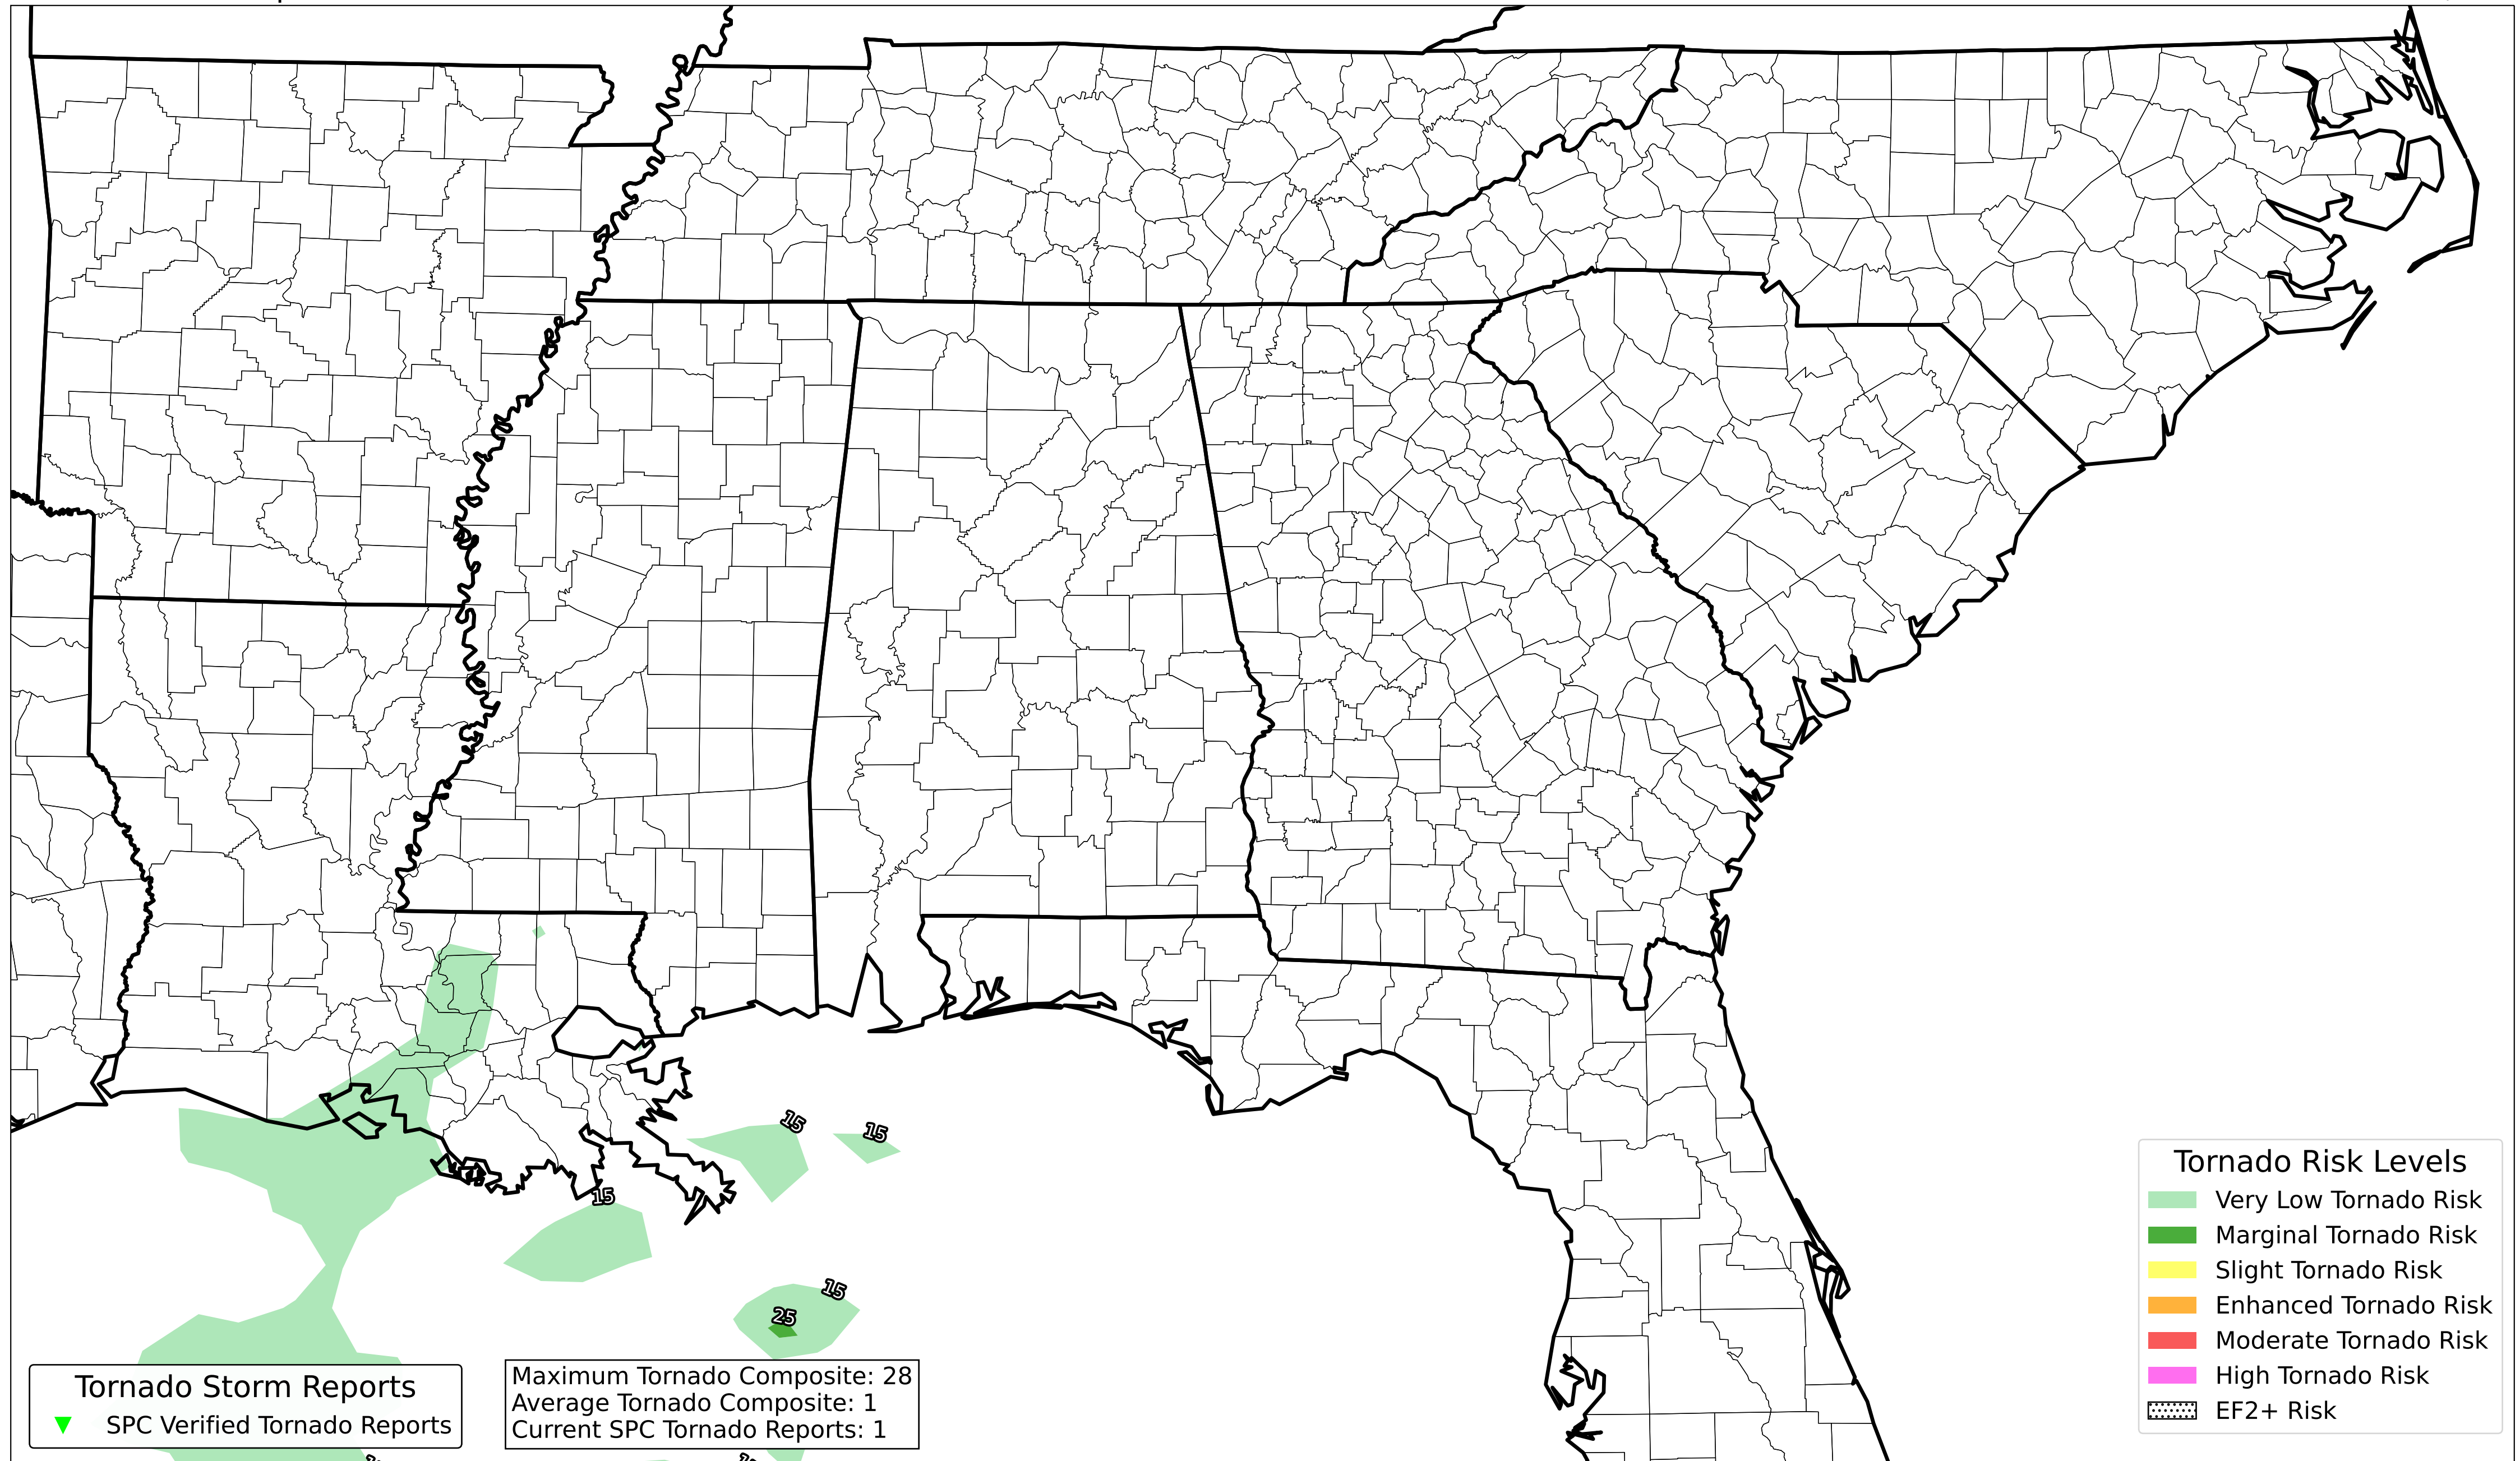 15
15
15
15
25
Tornado Risk Levels
Very Low Tornado Risk
Marginal Tornado Risk
Slight Tornado Risk
Enhanced Tornado Risk
Moderate Tornado Risk
High Tornado Risk
EF2+ Risk
Tornado Storm Reports
SPC Verified Tornado Reports
Maximum Tornado Composite: 28
Average Tornado Composite: 1
Current SPC Tornado Reports: 1